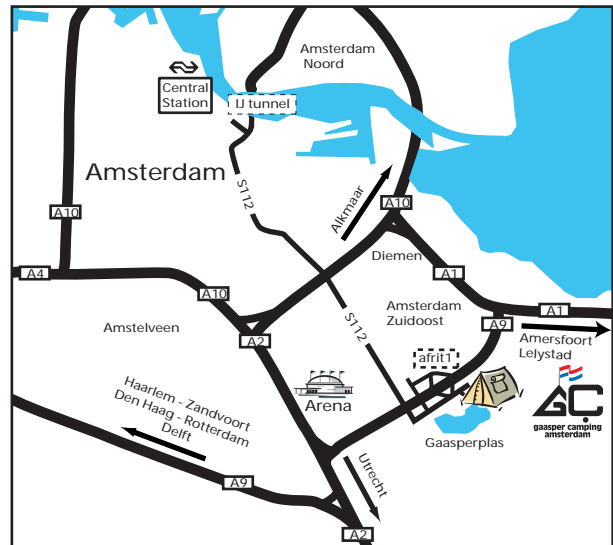 Amsterdam
Noord
Central
Station
IJ tunnel
Amsterdam
S112
Alkmaar
A10
A10
Diemen
A4
A1
A10
A1
Amsterdam
Zuidoost
S112
A9
Amstelveen
A2
Amersfoort
Lelystad
afrit1
Haarlem - Zandvoort
Den Haag - Rotterdam
Delft
Arena
GC
gaasper camping
amsterdam
Gaasperplas
Utrecht
A9
A2